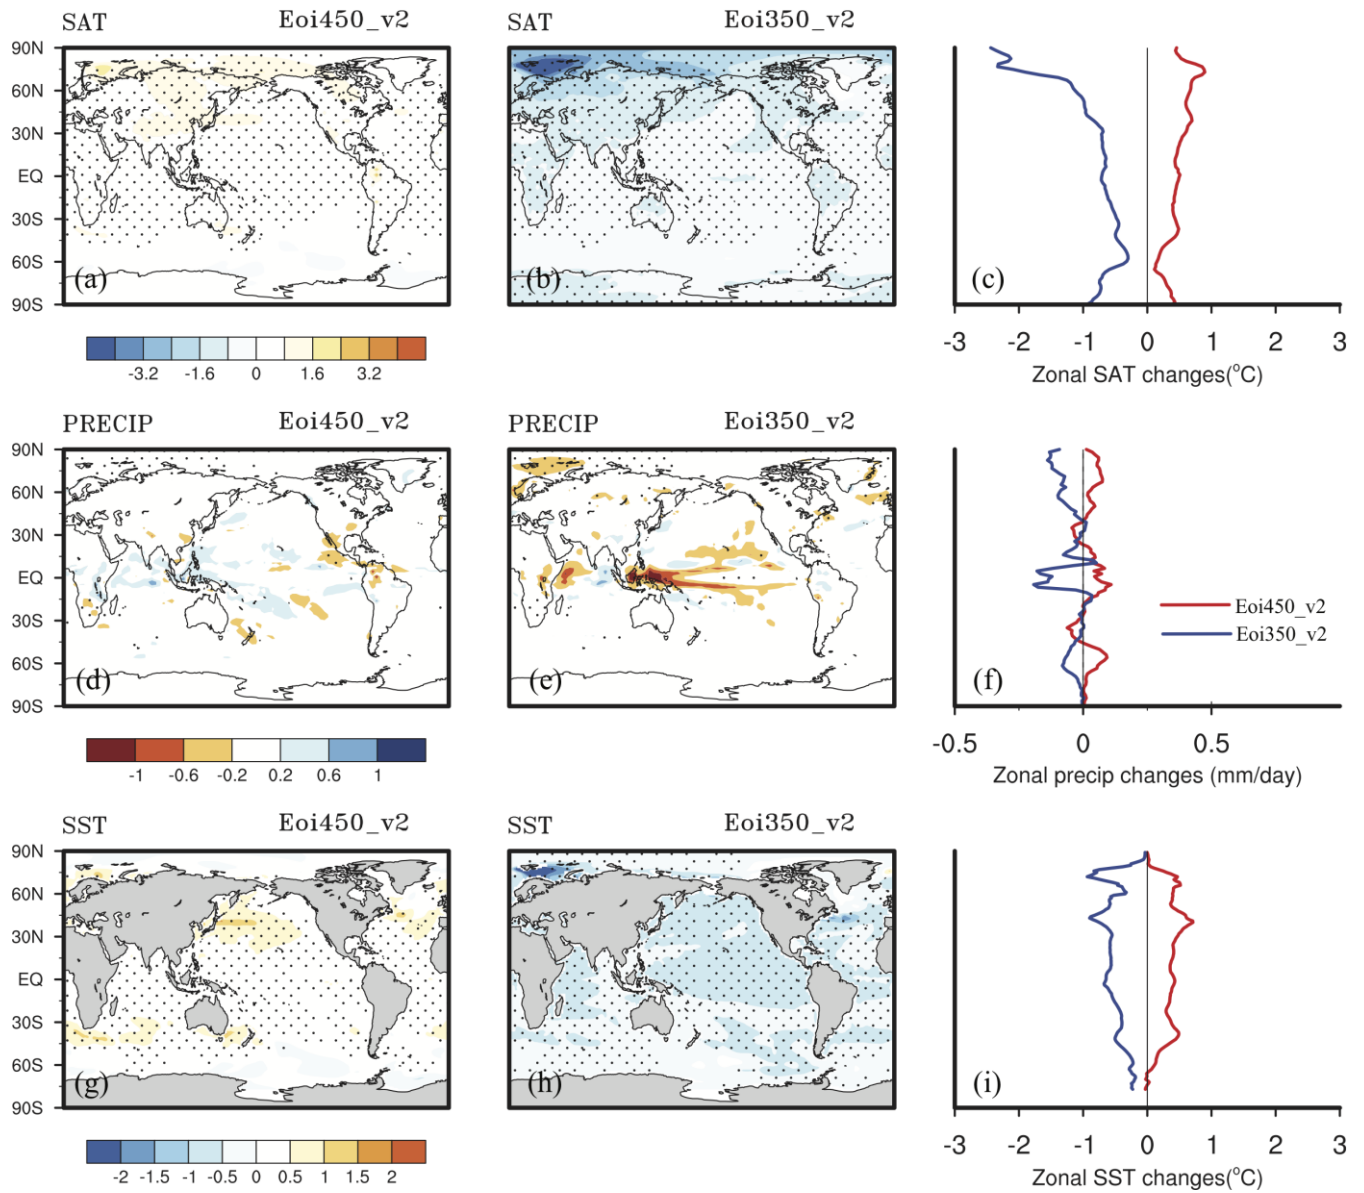 SAT Eoi450_v2 SAT Eoi350_v2
90N
60N
30N
EQ
30S
60S
90S
(a) (b) (c)
-3.2 -1.6 0 1.6 3.2
-3 -2 -1 0 1 2 3
Zonal SAT changes(°C)
PRECIP Eoi450_v2 PRECIP Eoi350_v2
90N
60N
30N
EQ
30S
60S
90S
(d) (e) (f)
Eoi450_v2
Eoi350_v2
-1 -0.6 -0.2 0.2 0.6 1
-0.5 0 0.5
Zonal precip changes (mm/day)
SST Eoi450_v2 SST Eoi350_v2
90N
60N
30N
EQ
30S
60S
90S
(g) (h) (i)
-2 -1.5 -1 -0.5 0 0.5 1 1.5 2
-3 -2 -1 0 1 2 3
Zonal SST changes(°C)